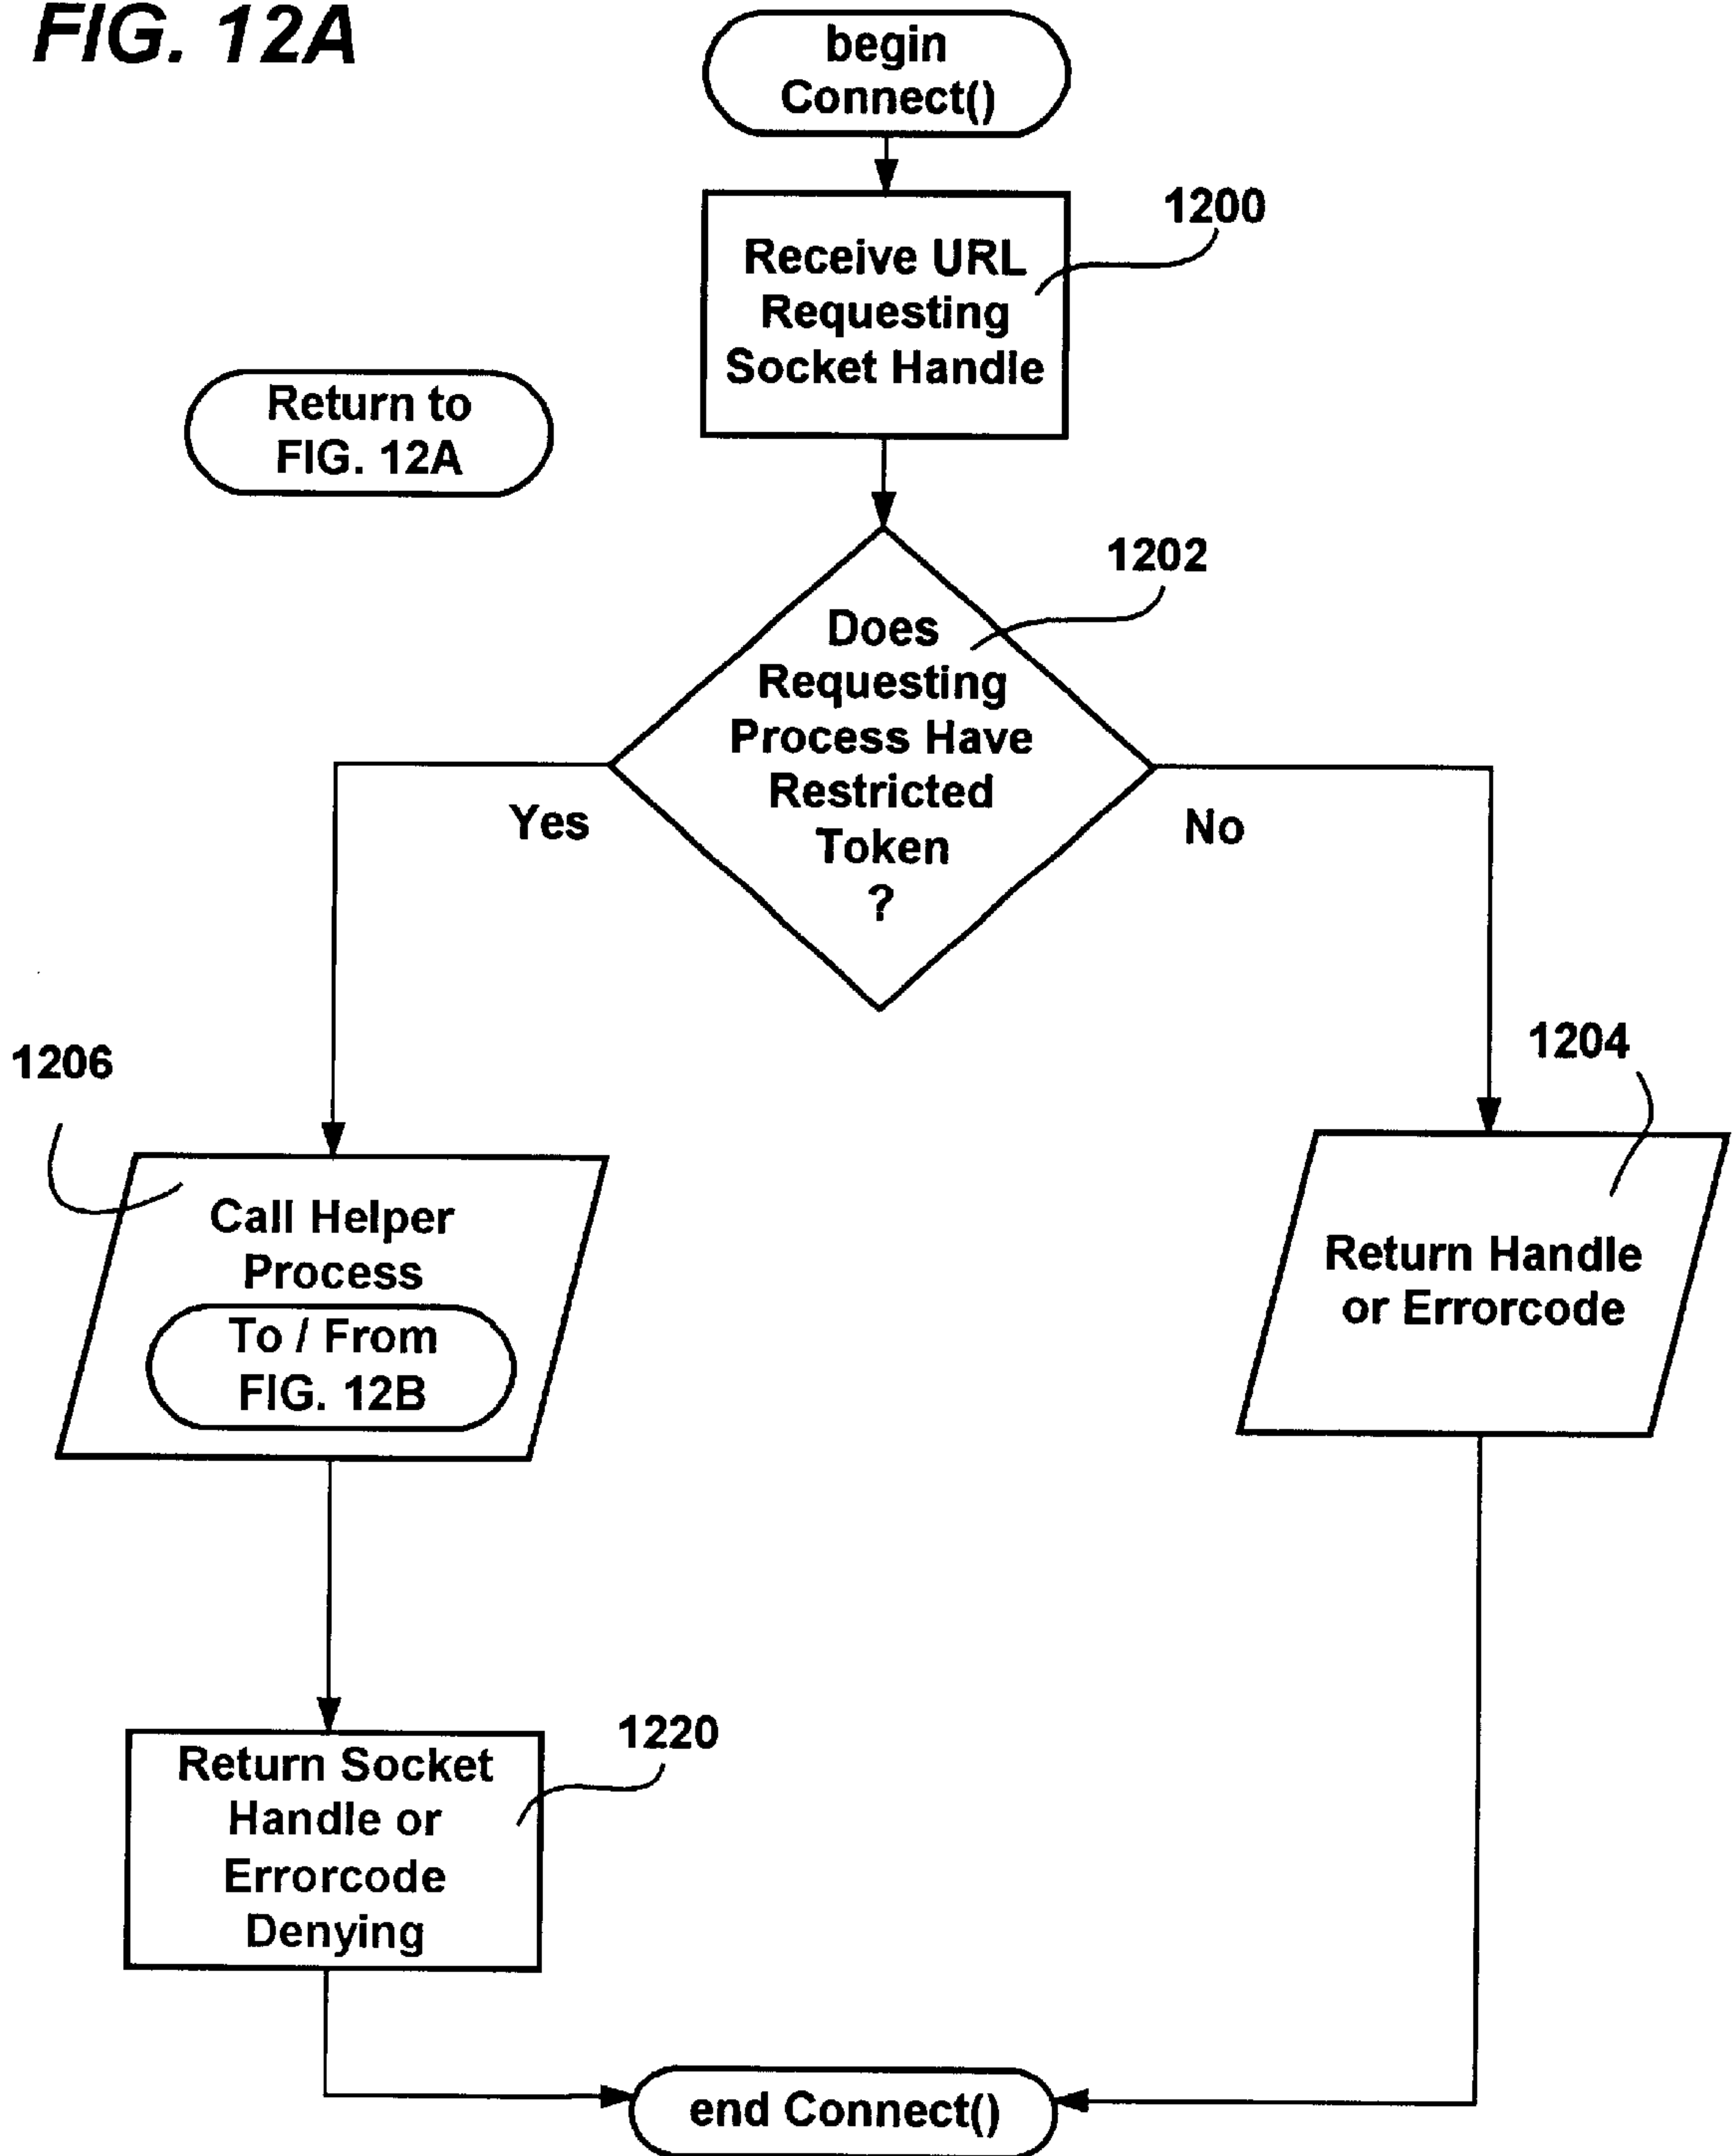 FIG. 12A
begin
Connect()
1200
Receive URL
Requesting
Socket Handle
Return to
FIG. 12A
1202
Does
Requesting
Process Have
Restricted
Token
?
Yes
No
1206
1204
Call Helper
Process
To / From
FIG. 12B
Return Handle
or Errorcode
1220
Return Socket
Handle or
Errorcode
Denying
end Connect()